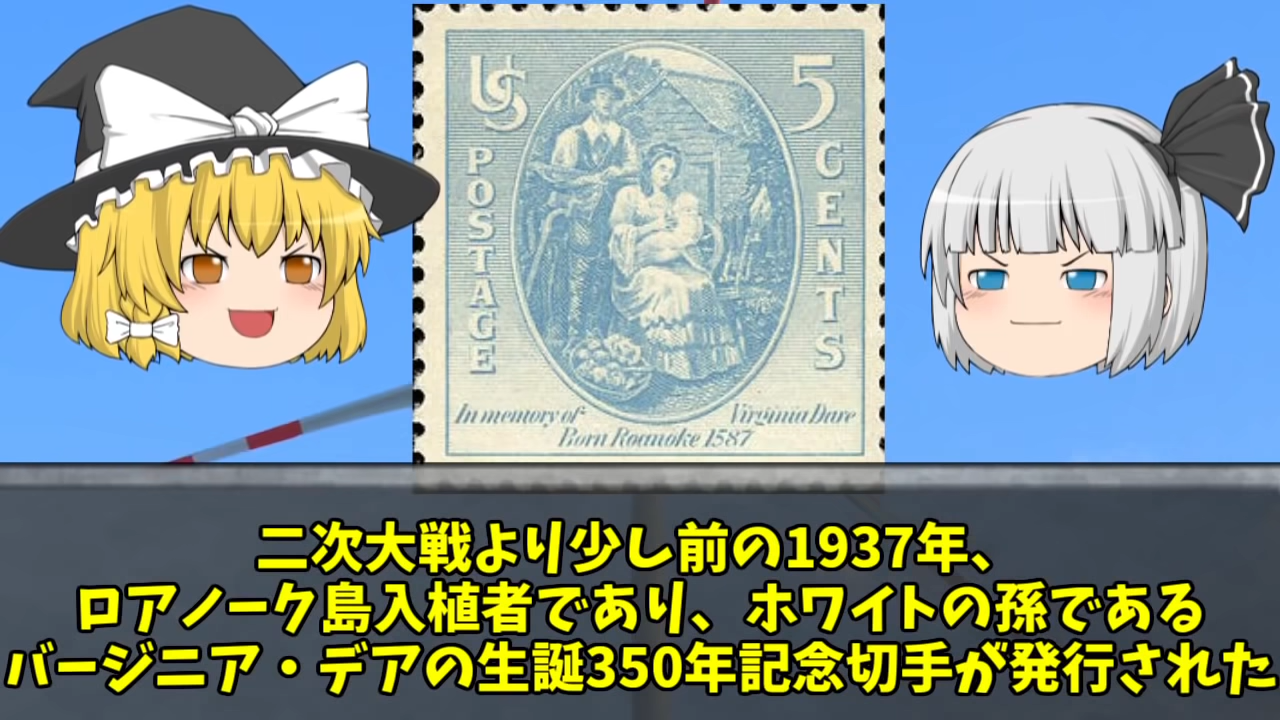 US
5
POSTAGE
CENTS
In memory of Virginia Dare
Born Roanoke 1587
二次大戦より少し前の1937年、
ロアノーク島入植者であり、ホワイトの孫である
バージニア・デアの生誕350年記念切手が発行された